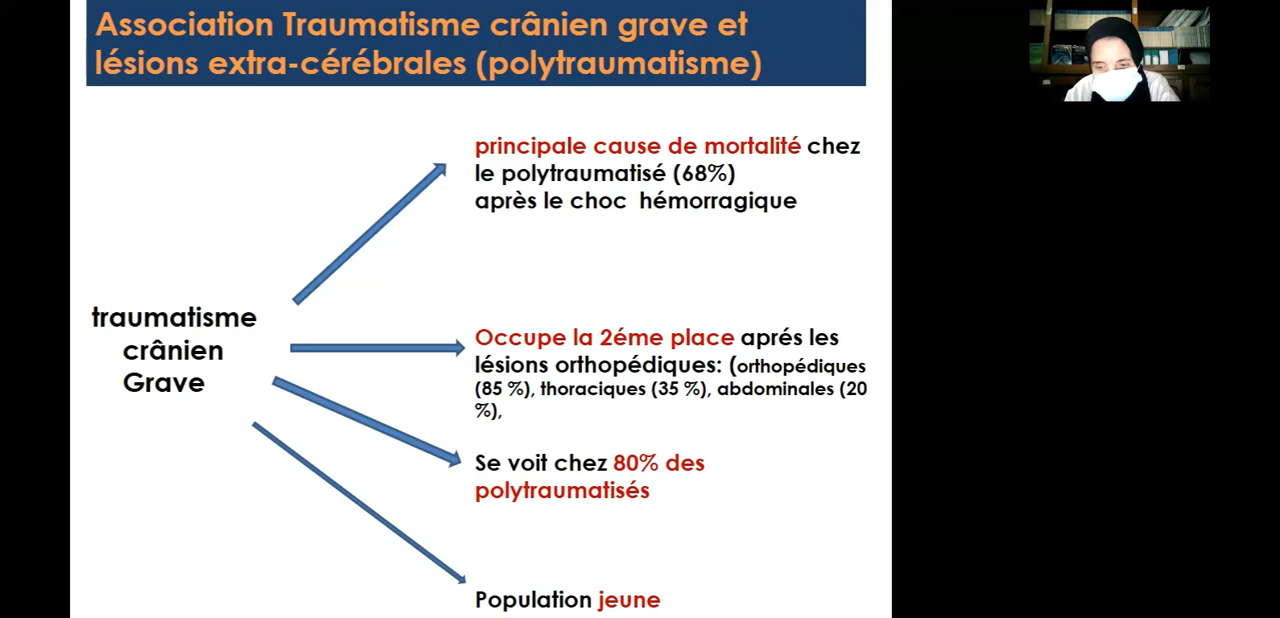 Association Traumatisme crânien grave et
lésions extra-cérébrales (polytraumatisme)
principale cause de mortalité chez
le polytraumatisé (68%)
après le choc hémorragique
traumatisme
crânien
Grave
Occupe la 2éme place aprés les
lésions orthopédiques: (orthopédiques
(85 %), thoraciques (35 %), abdominales (20
%),
Se voit chez 80% des
polytraumatisés
Population jeune